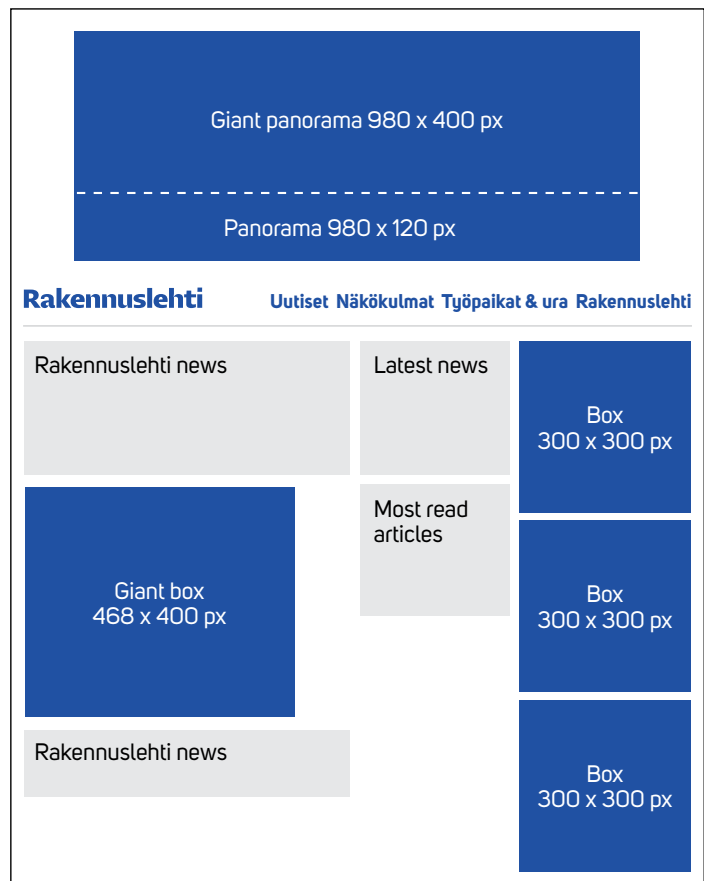 Giant panorama 980 x 400 px
Panorama 980 x 120 px
Rakennuslehti
Uutiset Näkökulmat Työpaikat & ura Rakennuslehti
Rakennuslehti news
Latest news
Box
300 x 300 px
Giant box
468 x 400 px
Most read
articles
Box
300 x 300 px
Rakennuslehti news
Box
300 x 300 px